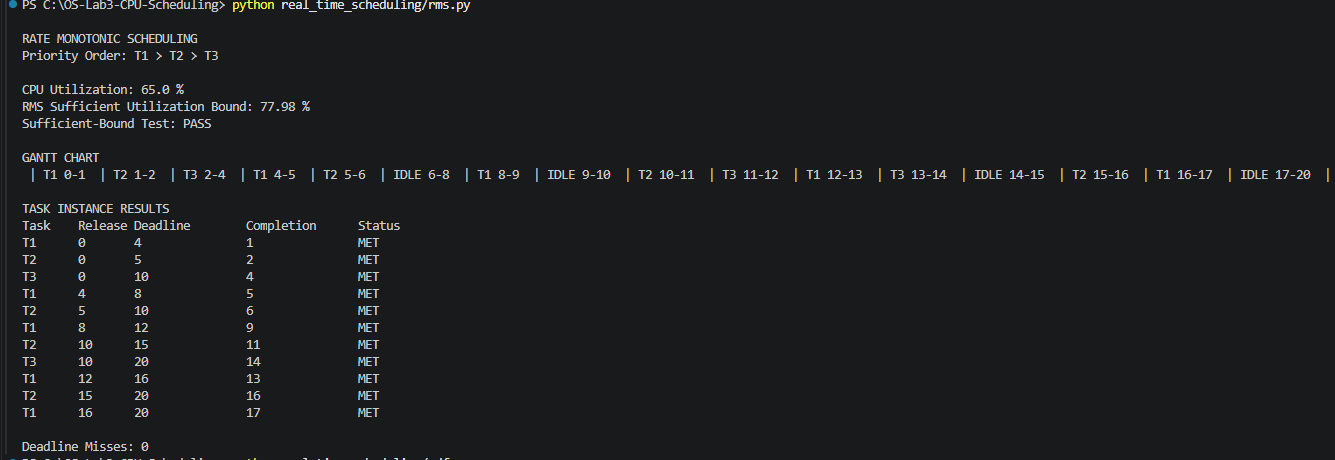 PS C:\OS-Lab3-CPU-Scheduling> python real_time_scheduling/rms.py
RATE MONOTONIC SCHEDULING
Priority Order: T1 > T2 > T3
CPU Utilization: 65.0 %
RMS Sufficient Utilization Bound: 77.98 %
Sufficient-Bound Test: PASS
GANTT CHART
| T1 0-1 | T2 1-2 | T3 2-4 | T1 4-5 | T2 5-6 | IDLE 6-8 | T1 8-9 | IDLE 9-10 | T2 10-11 | T3 11-12 | T1 12-13 | T3 13-14 | IDLE 14-15 | T2 15-16 | T1 16-17 | IDLE 17-20 |
TASK INSTANCE RESULTS
Task Release Deadline Completion Status
T1 0 4 1 MET
T2 0 5 2 MET
T3 0 10 4 MET
T1 4 8 5 MET
T2 5 10 6 MET
T1 8 12 9 MET
T2 10 15 11 MET
T3 10 20 14 MET
T1 12 16 13 MET
T2 15 20 16 MET
T1 16 20 17 MET
Deadline Misses: 0